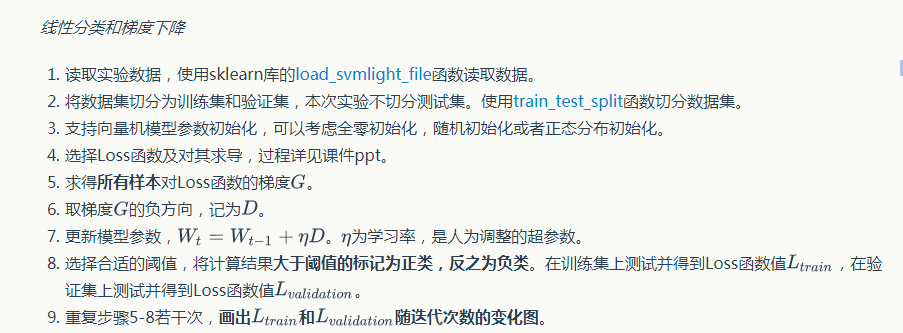 线性分类和梯度下降
1. 读取实验数据，使用sklearn库的load_svmlight_file函数读取数据。
2. 将数据集切分为训练集和验证集，本次实验不切分测试集。使用train_test_split函数切分数据集。
3. 支持向量机模型参数初始化，可以考虑全零初始化，随机初始化或者正态分布初始化。
4. 选择Loss函数及对其求导，过程详见课件ppt。
5. 求得所有样本对Loss函数的梯度G。
6. 取梯度G的负方向，记为D。
7. 更新模型参数，W_t = W_{t-1} + ηD。η为学习率，是人为调整的超参数。
8. 选择合适的阈值，将计算结果大于阈值的标记为正类，反之为负类。在训练集上测试并得到Loss函数值L_{train}，在验
证集上测试并得到Loss函数值L_{validation}。
9. 重复步骤5-8若干次，画出L_{train}和L_{validation}随迭代次数的变化图。